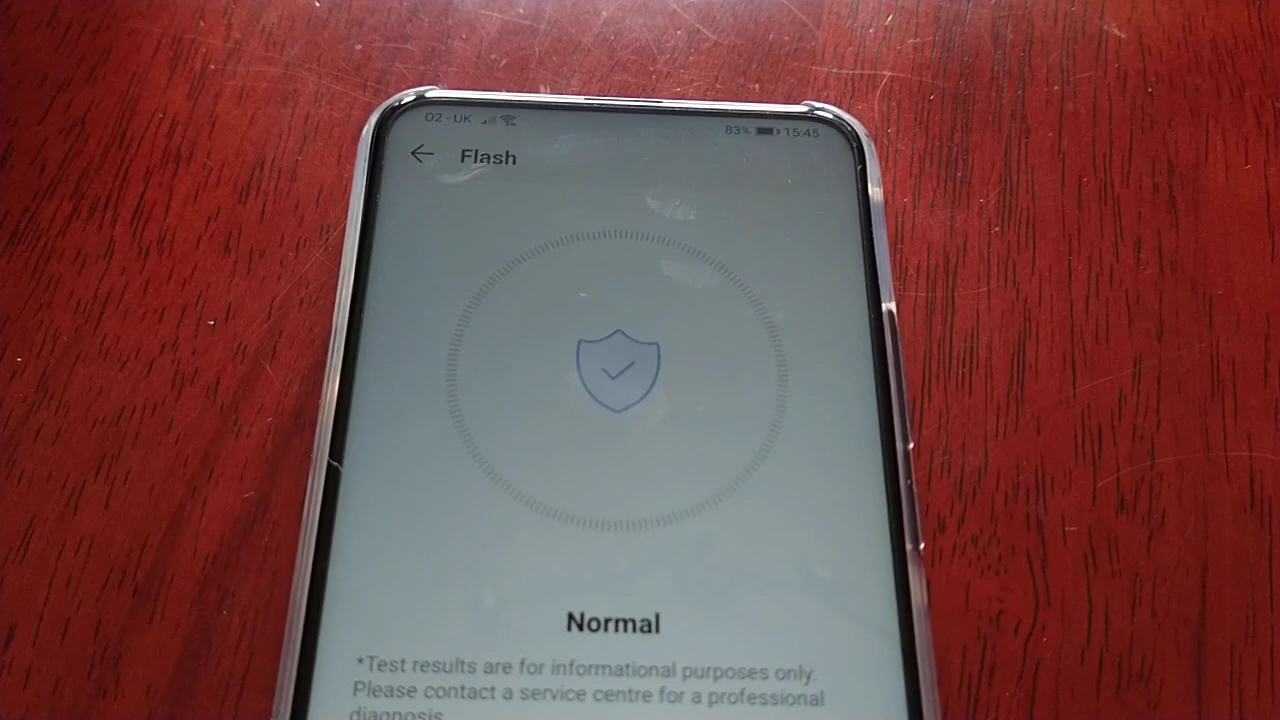 O2 - UK
83% 15:45
Flash
Normal
*Test results are for informational purposes only.
Please contact a service centre for a professional
diagnosis.